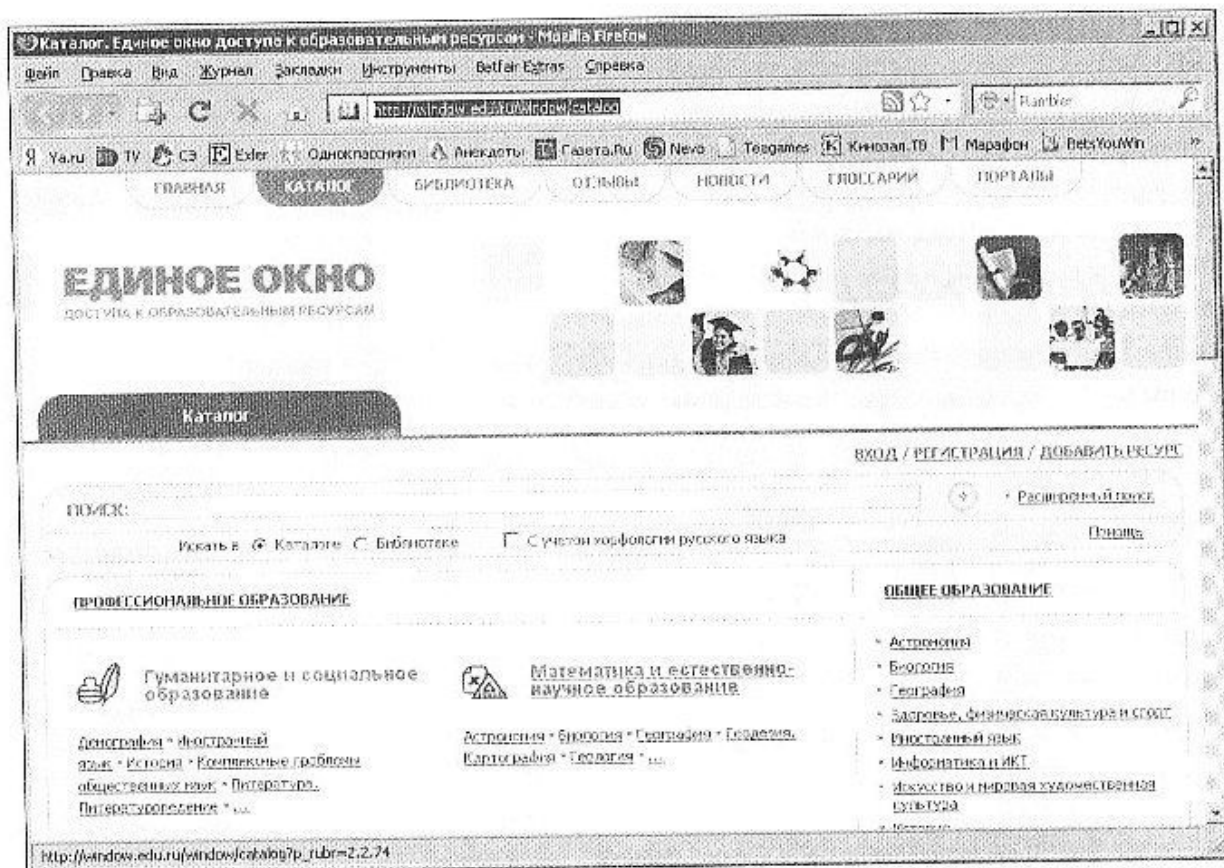 Каталог. Единое окно доступа к образовательным ресурсам - Mozilla Firefox
Файл Правка Вид Журнал Закладки Инструменты Betfair Extras Справка
http://window.edu.ru/window/catalog Rambler
Ya.ru TV СЭ Exler Одноклассники Анекдоты Газета.Ru Nevo Teegames Кинозал.ТВ Марафон BetsYouWin »
ГЛАВНАЯ КАТАЛОГ БИБЛИОТЕКА ОТЗЫВЫ НОВОСТИ ГЛОССАРИЙ ПОРТАЛЫ
ЕДИНОЕ ОКНО
ДОСТУПА К ОБРАЗОВАТЕЛЬНЫМ РЕСУРСАМ
Каталог
ВХОД / РЕГИСТРАЦИЯ / ДОБАВИТЬ РЕСУРС
ПОИСК:
Расширенный поиск
Искать в Каталоге Библиотеке С учетом морфологии русского языка
Помощь
ПРОФЕССИОНАЛЬНОЕ ОБРАЗОВАНИЕ
Гуманитарное и социальное
образование
Демография * Иностранный
язык * История * Комплексные проблемы
общественных наук * Литература.
Литературоведение * ...
Математика и естественно-
научное образование
Астрономия * Биология * География * Геодезия.
Картография * Геология * ...
ОБЩЕЕ ОБРАЗОВАНИЕ
Астрономия
Биология
География
Здоровье, физическая культура и спорт
Иностранный язык
Информатика и ИКТ
Искусство и мировая художественная
культура
История
http://window.edu.ru/window/catalog?p_rubr=2.2.74